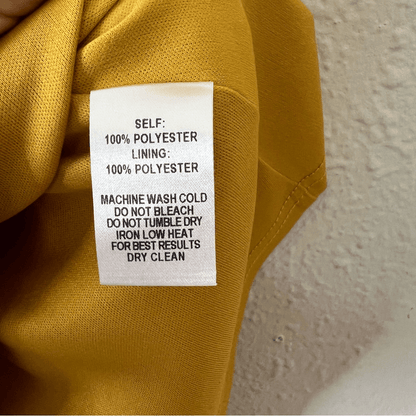 SELF:
100% POLYESTER
LINING:
100% POLYESTER
MACHINE WASH COLD
DO NOT BLEACH
DO NOT TUMBLE DRY
IRON LOW HEAT
FOR BEST RESULTS
DRY CLEAN